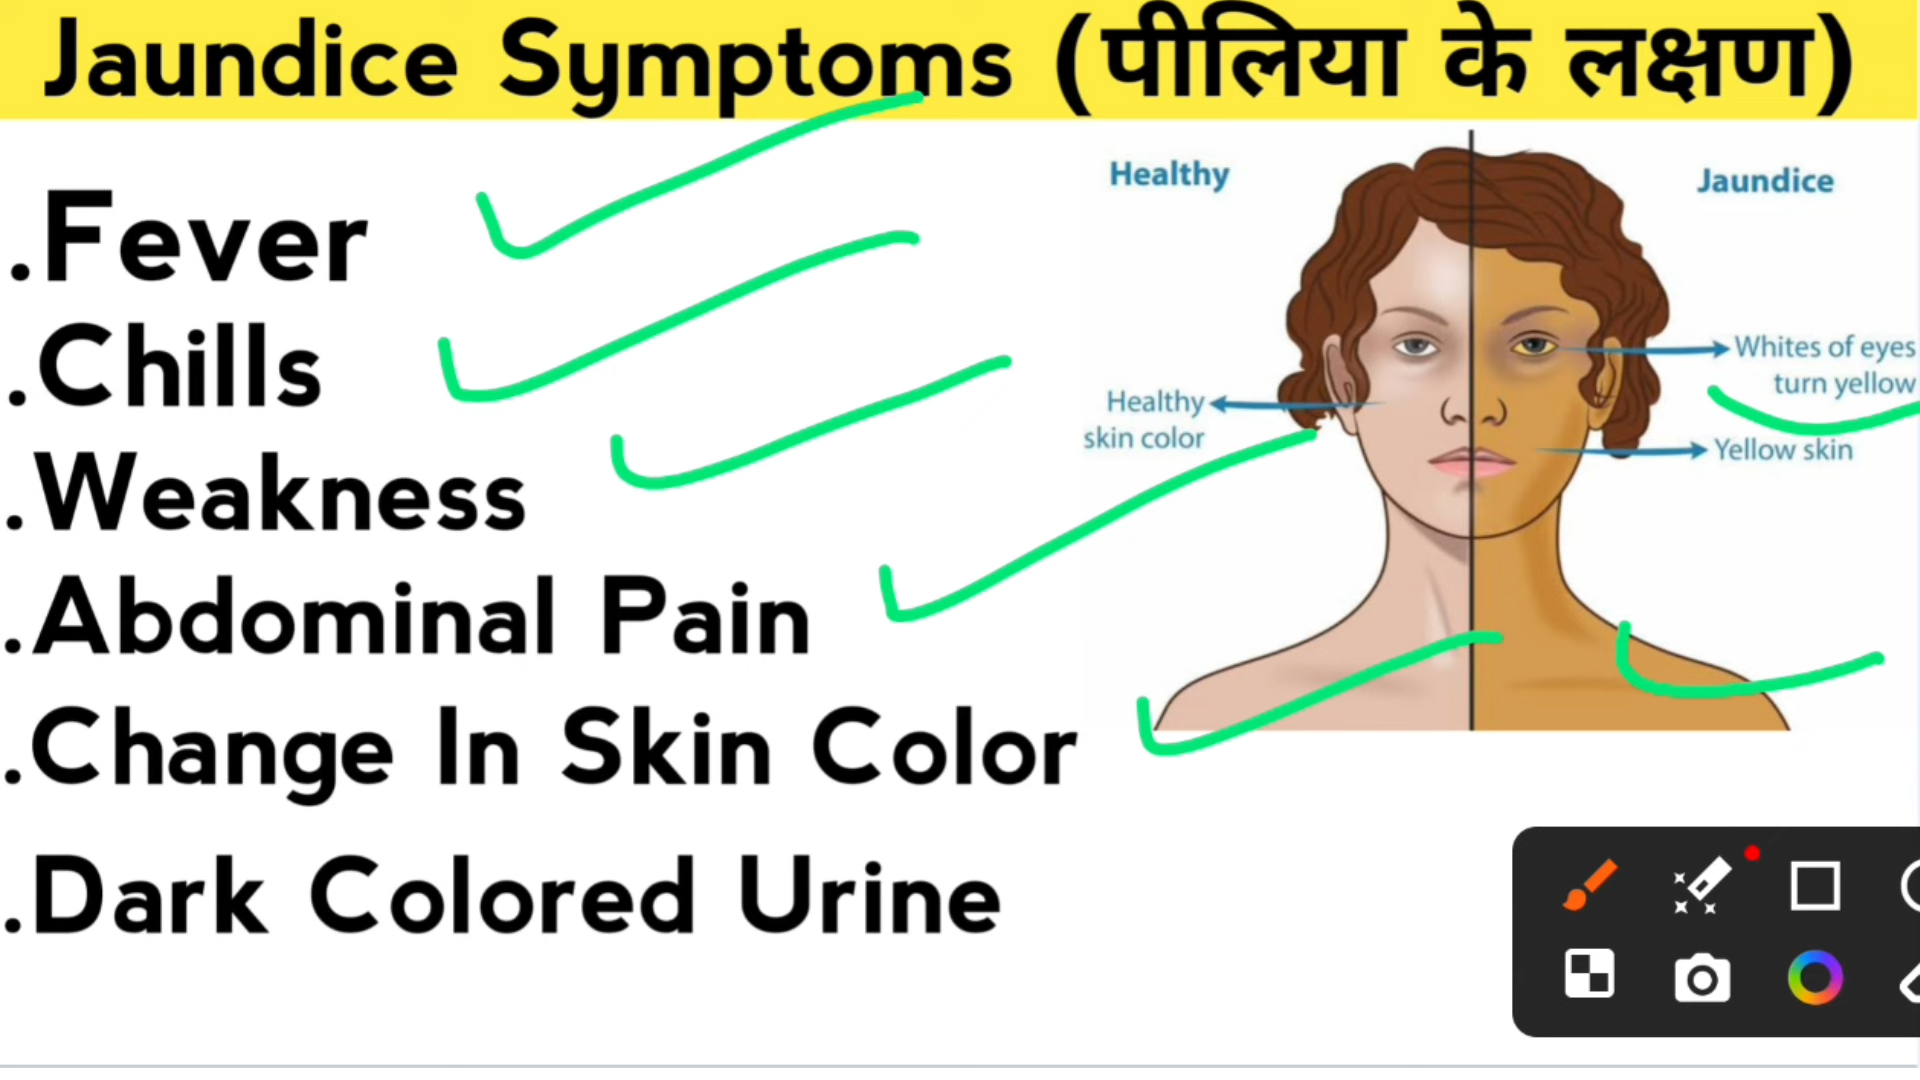 Jaundice Symptoms (पीलिया के लक्षण)
.Fever
.Chills
.Weakness
.Abdominal Pain
.Change In Skin Color
.Dark Colored Urine
Healthy
Jaundice
Healthy
skin color
Whites of eyes
turn yellow
Yellow skin